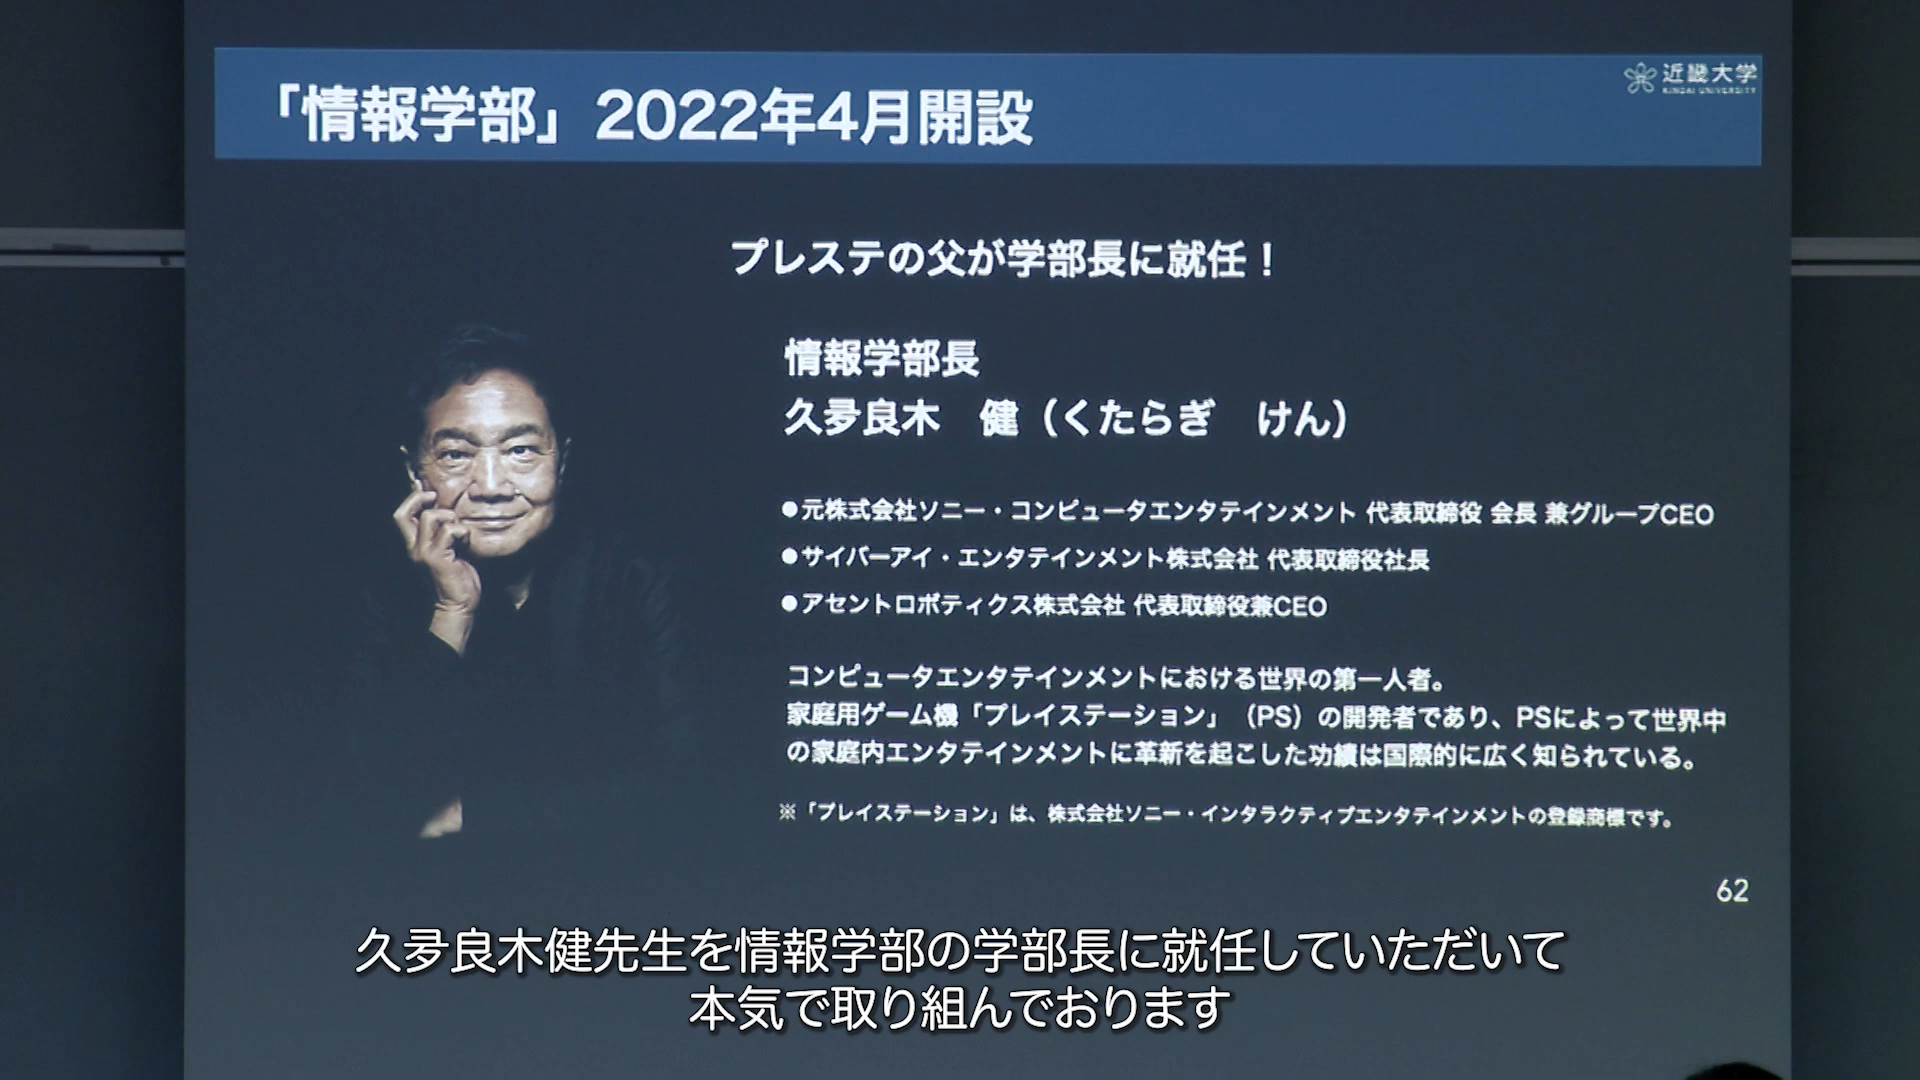 「情報学部」2022年4月開設
近畿大学
KINDAI UNIVERSITY
プレステの父が学部長に就任！
情報学部長
久夛良木　健（くたらぎ　けん）
●元株式会社ソニー・コンピュータエンタテインメント 代表取締役 会長 兼グループCEO
●サイバーアイ・エンタテインメント株式会社 代表取締役社長
●アセントロボティクス株式会社 代表取締役兼CEO
コンピュータエンタテインメントにおける世界の第一人者。
家庭用ゲーム機「プレイステーション」（PS）の開発者であり、PSによって世界中
の家庭内エンタテインメントに革新を起こした功績は国際的に広く知られている。
※「プレイステーション」は、株式会社ソニー・インタラクティブエンタテインメントの登録商標です。
62
久夛良木健先生を情報学部の学部長に就任していただいて
本気で取り組んでおります